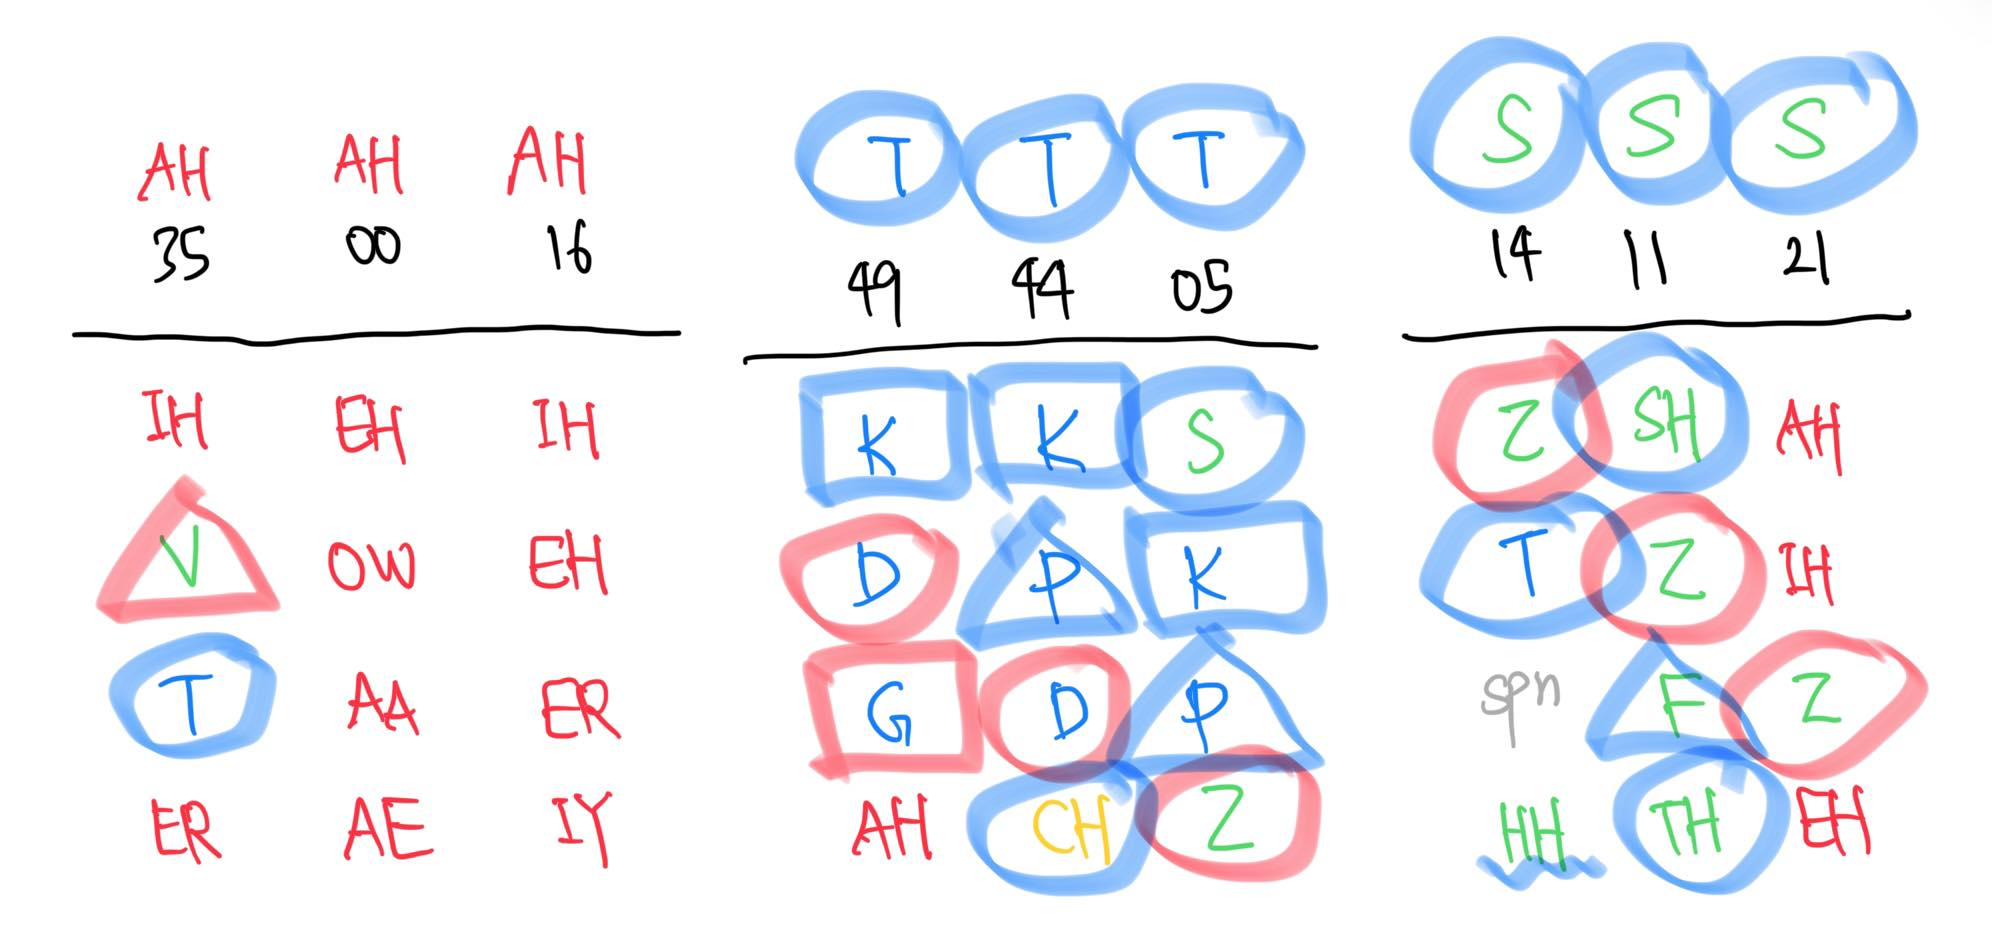 AH AH AH
35 00 16
IH EH IH
V OW EH
T AA ER
ER AE IY
T T T
49 44 05
K K S
D P K
G D P
AH CH Z
S S S
14 11 21
Z SH AH
T Z IH
spn F Z
HH TH EH